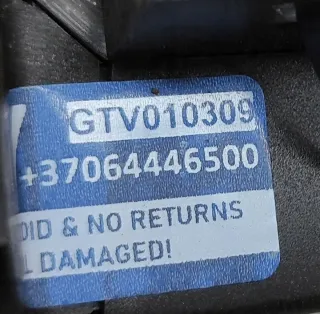 GTV010309
+37064446500
& NO RETURNS
DAMAGED!